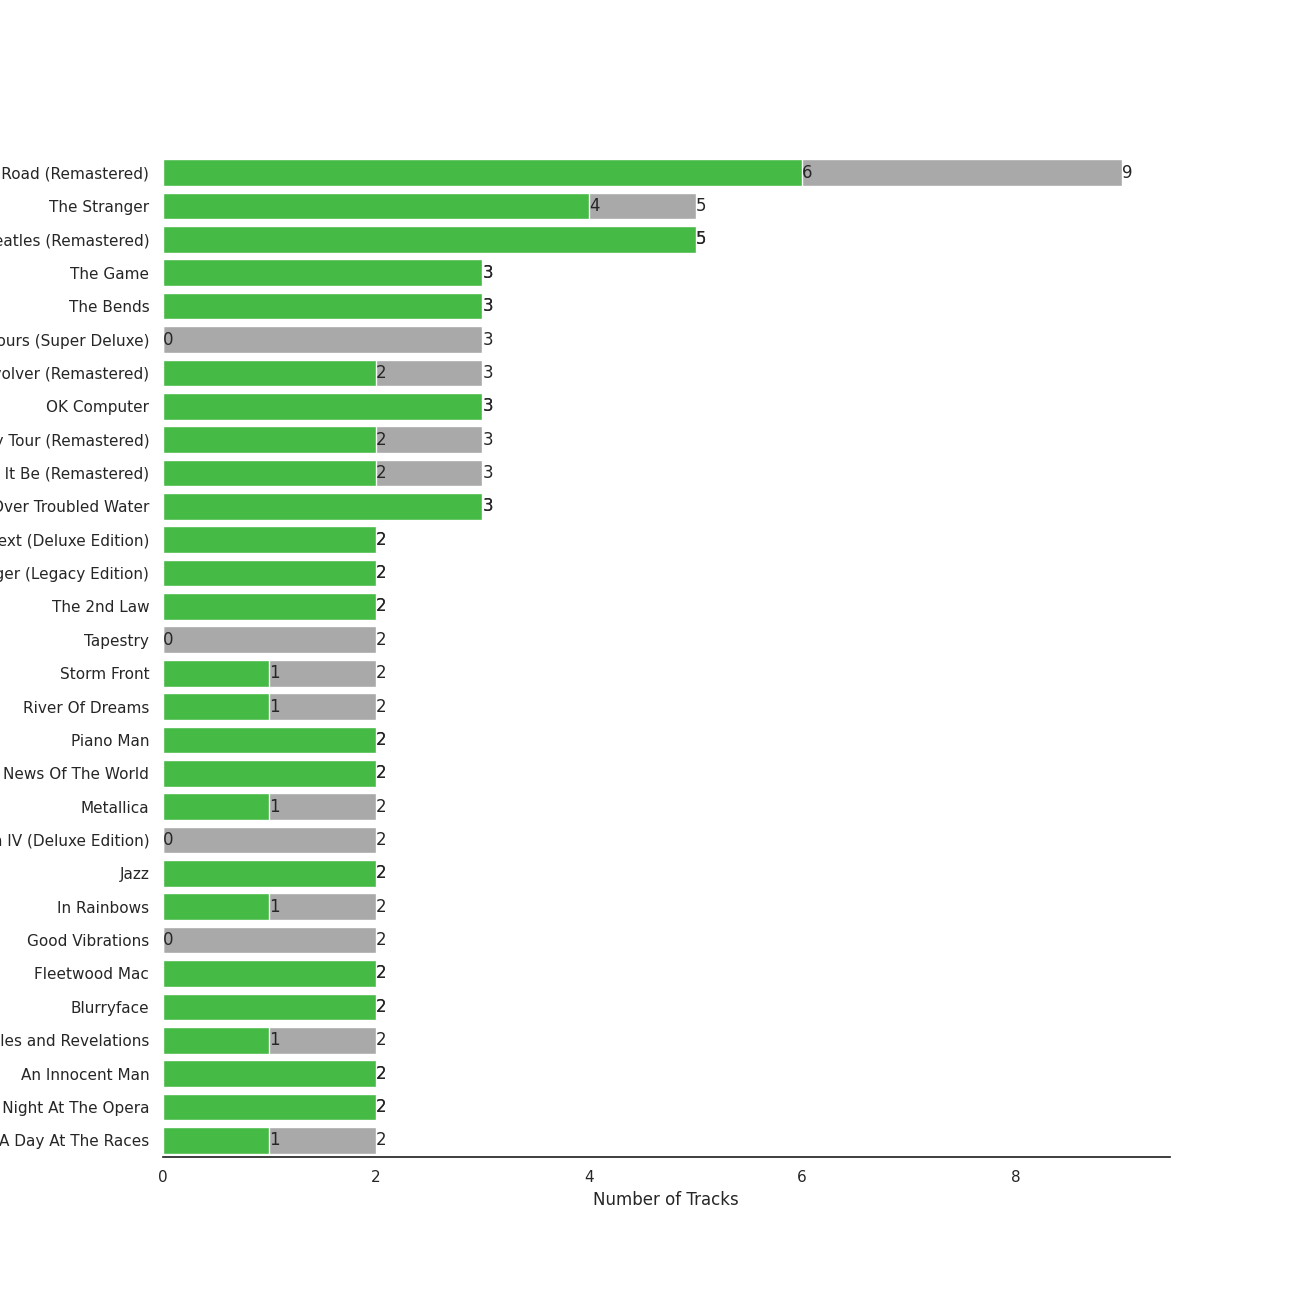 Road (Remastered) 6 9
The Stranger 4 5
eatles (Remastered) 5
The Game 3
The Bends 3
ours (Super Deluxe) 0 3
olver (Remastered) 2 3
OK Computer 3
y Tour (Remastered) 2 3
It Be (Remastered) 2 3
Over Troubled Water 3
ext (Deluxe Edition) 2
ger (Legacy Edition) 2
The 2nd Law 2
Tapestry 0 2
Storm Front 1 2
River Of Dreams 1 2
Piano Man 2
News Of The World 2
Metallica 1 2
IV (Deluxe Edition) 0 2
Jazz 2
In Rainbows 1 2
Good Vibrations 0 2
Fleetwood Mac 2
Blurryface 2
les and Revelations 1 2
An Innocent Man 2
Night At The Opera 2
A Day At The Races 1 2
0 2 4 6 8
Number of Tracks